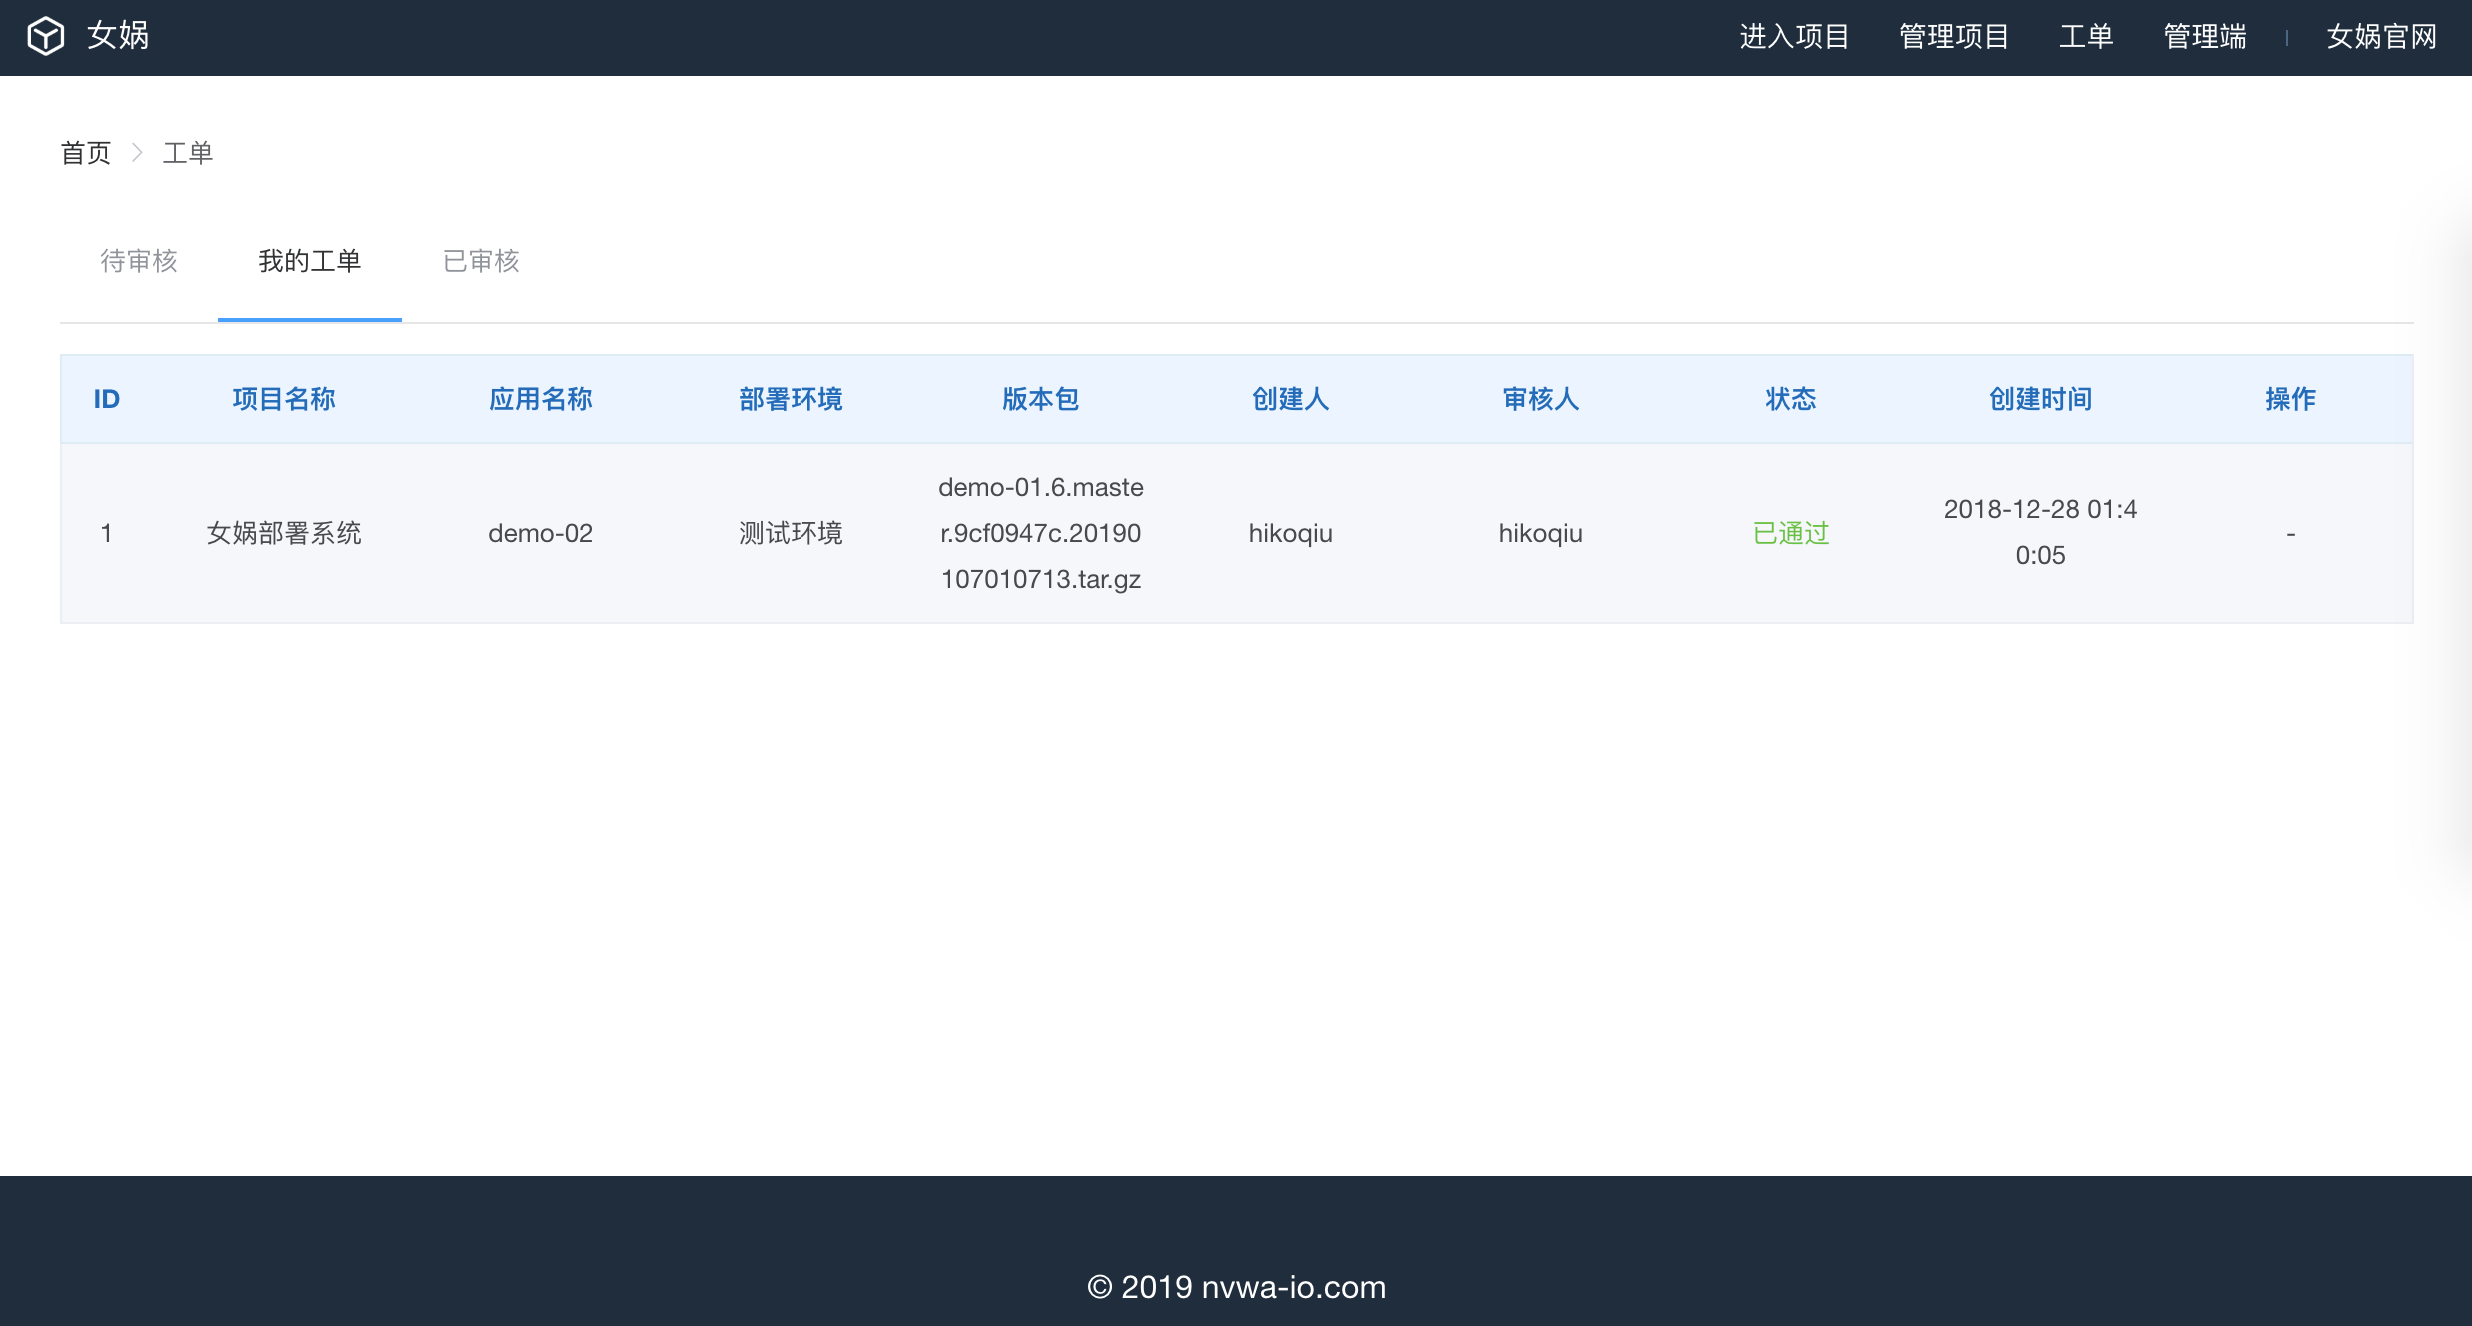 女娲
进入项目 管理项目 工单 管理端 | 女娲官网
首页 > 工单
待审核 我的工单 已审核
ID 项目名称 应用名称 部署环境 版本包 创建人 审核人 状态 创建时间 操作
1 女娲部署系统 demo-02 测试环境
demo-01.6.maste
r.9cf0947c.20190
107010713.tar.gz
hikoqiu hikoqiu 已通过
2018-12-28 01:4
0:05
-
© 2019 nvwa-io.com